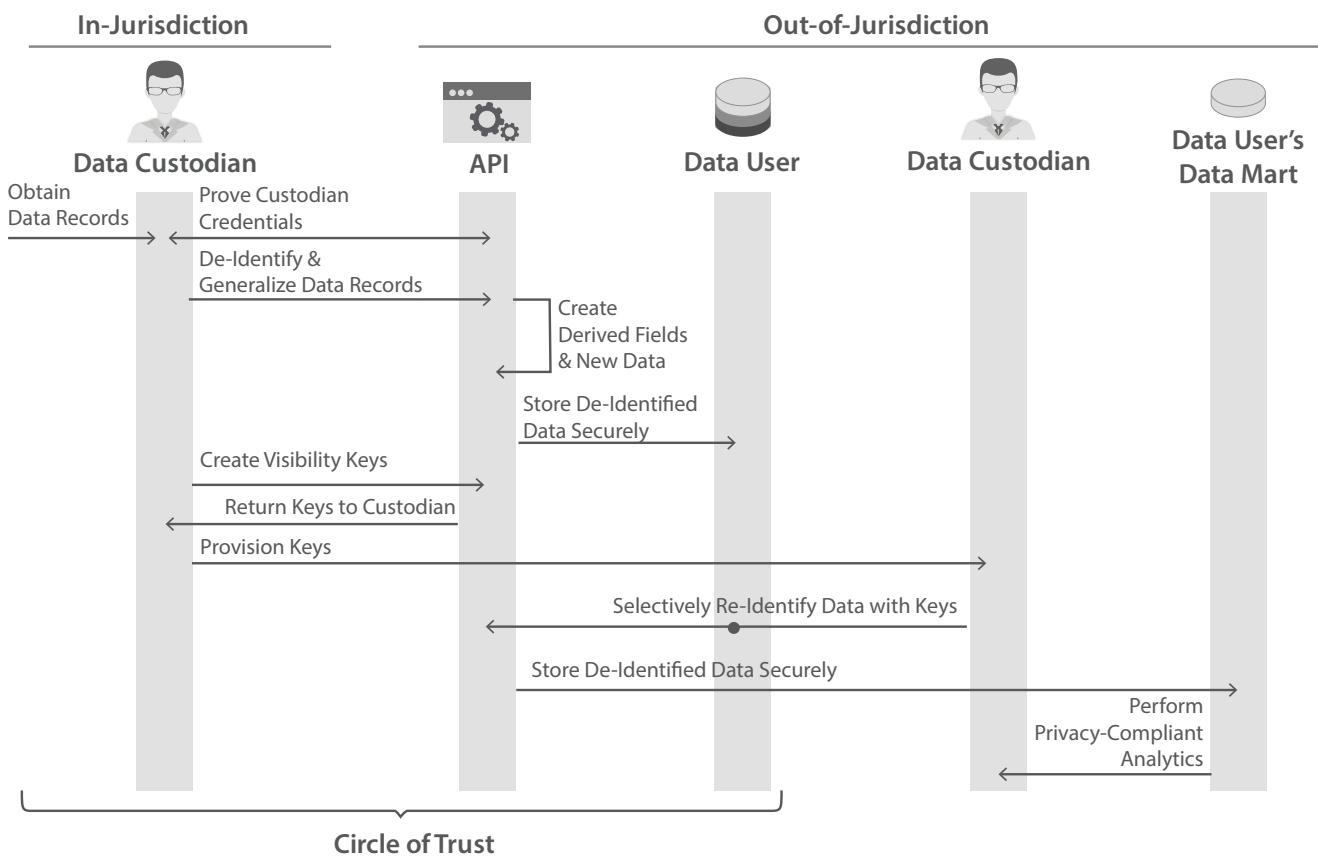 In-Jurisdiction
Out-of-Jurisdiction
Data Custodian
API
Data User
Data Custodian
Data User’s
Data Mart
Obtain
Data Records
Prove Custodian
Credentials
De-Identify &
Generalize Data Records
Create
Derived Fields
& New Data
Store De-Identified
Data Securely
Create Visibility Keys
Return Keys to Custodian
Provision Keys
Selectively Re-Identify Data with Keys
Store De-Identified Data Securely
Perform
Privacy-Compliant
Analytics
Circle of Trust